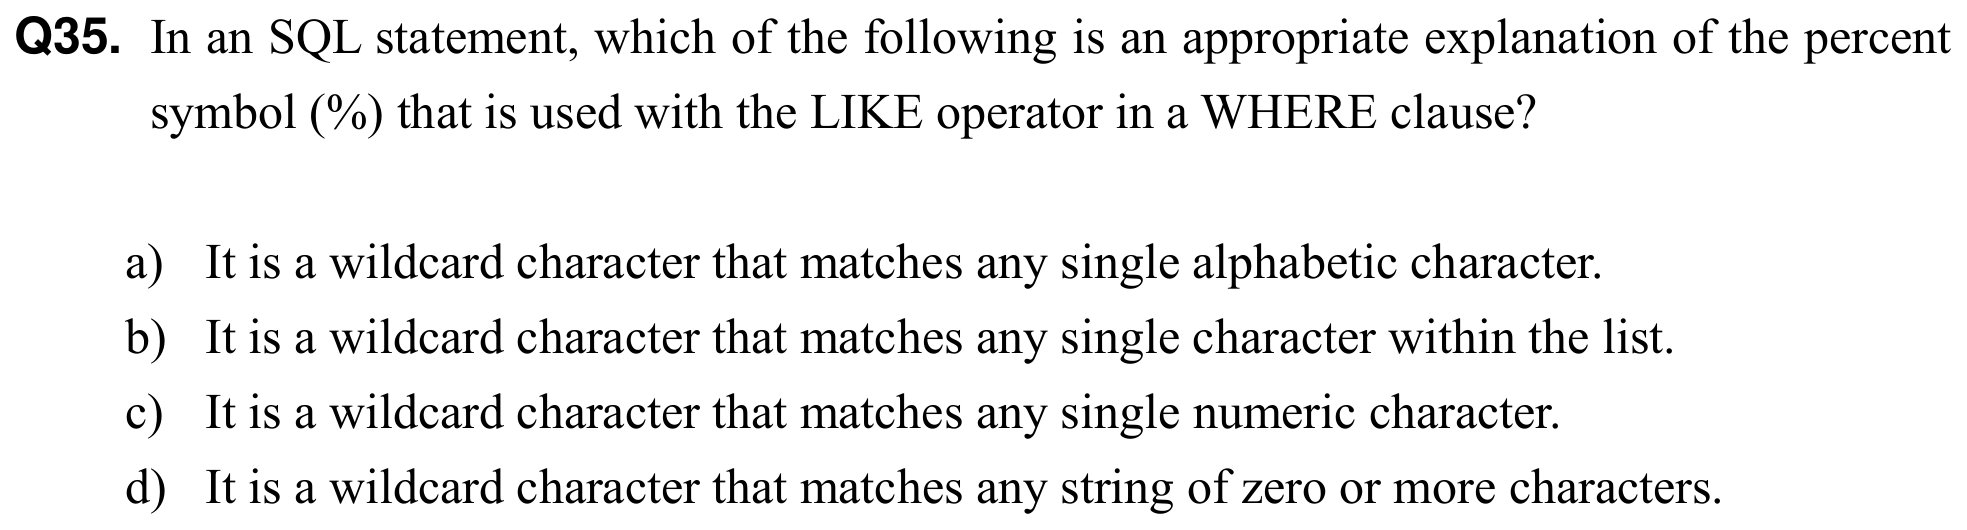 Q35. In an SQL statement, which of the following is an appropriate explanation of the percent
symbol (%) that is used with the LIKE operator in a WHERE clause?
a) It is a wildcard character that matches any single alphabetic character.
b) It is a wildcard character that matches any single character within the list.
c) It is a wildcard character that matches any single numeric character.
d) It is a wildcard character that matches any string of zero or more characters.